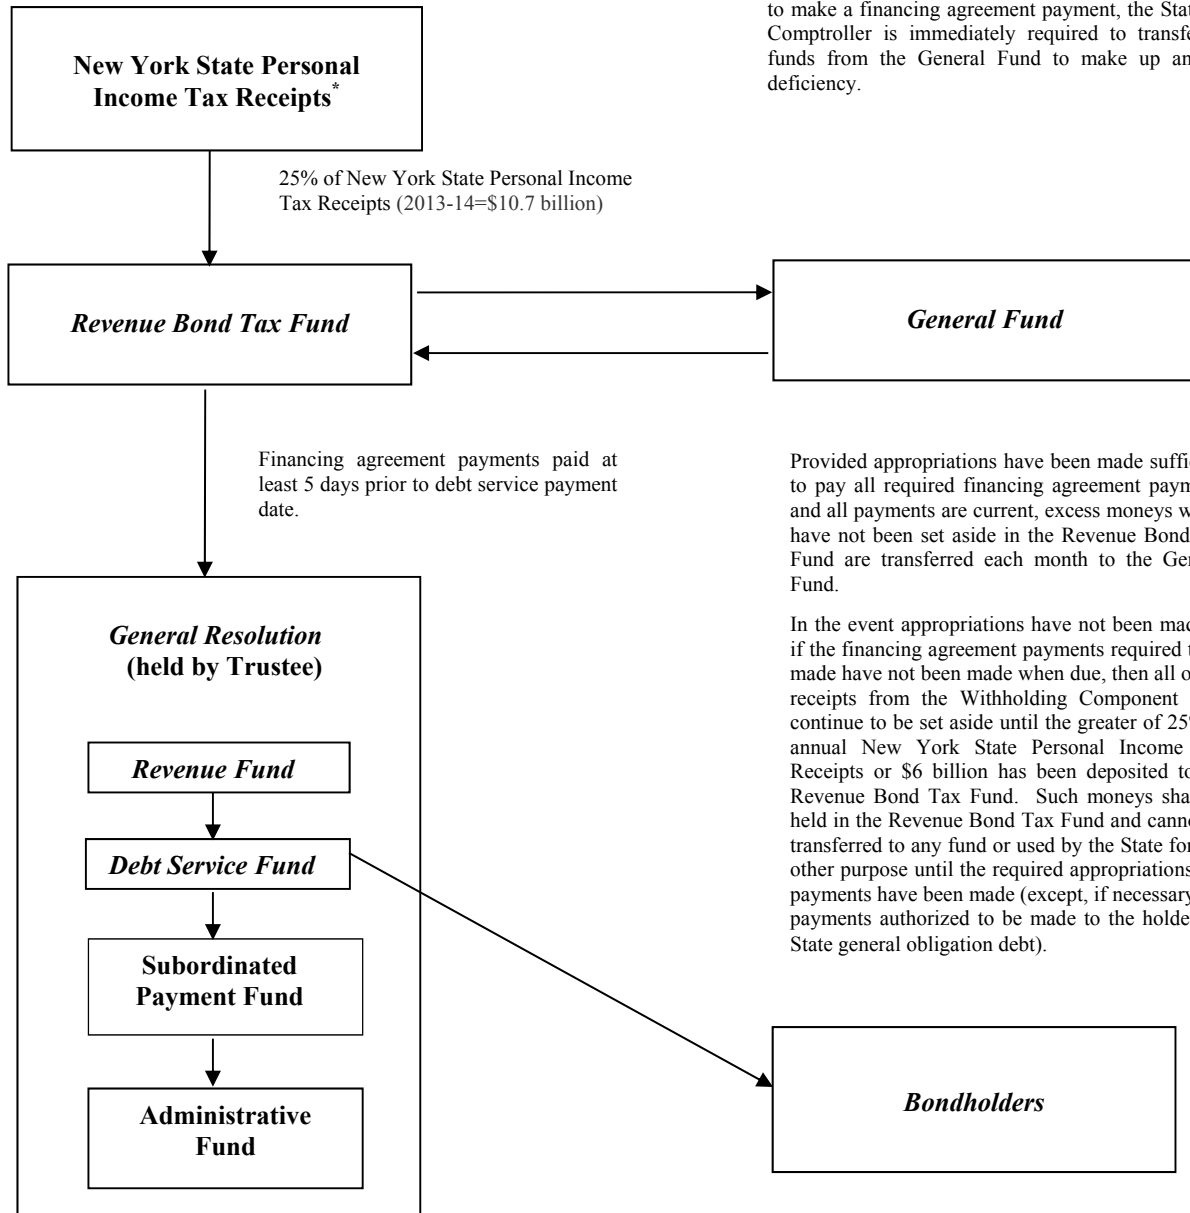 to make a financing agreement payment, the Stat
Comptroller is immediately required to transfe
funds from the General Fund to make up an
deficiency.
New York State Personal
Income Tax Receipts*
25% of New York State Personal Income
Tax Receipts (2013-14=$10.7 billion)
Revenue Bond Tax Fund
General Fund
Financing agreement payments paid at
least 5 days prior to debt service payment
date.
Provided appropriations have been made suffic
to pay all required financing agreement paym
and all payments are current, excess moneys w
have not been set aside in the Revenue Bond
Fund are transferred each month to the Gen
Fund.
In the event appropriations have not been mad
if the financing agreement payments required t
made have not been made when due, then all o
receipts from the Withholding Component
continue to be set aside until the greater of 25%
annual New York State Personal Income
Receipts or $6 billion has been deposited to
Revenue Bond Tax Fund. Such moneys sha
held in the Revenue Bond Tax Fund and canno
transferred to any fund or used by the State for
other purpose until the required appropriations
payments have been made (except, if necessary
payments authorized to be made to the holde
State general obligation debt).
General Resolution
(held by Trustee)
Revenue Fund
Debt Service Fund
Subordinated
Payment Fund
Administrative
Fund
Bondholders